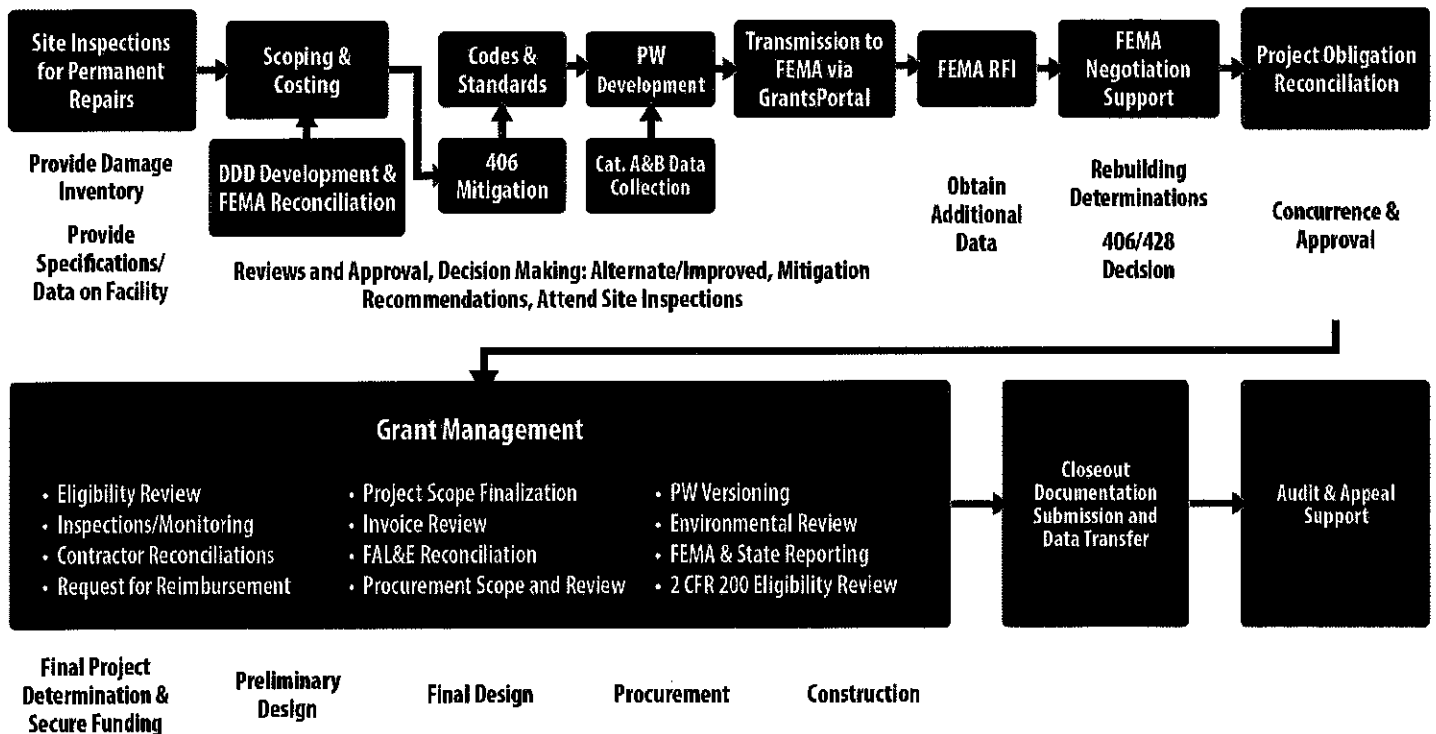 Site Inspections
for Permanent
Repairs
Scoping &
Costing
Codes &
Standards
PW
Development
Transmission to
FEMA via
GrantsPortal
FEMA RFI
FEMA
Negotiation
Support
Project Obligation
Reconciliation
DDD Development &
FEMA Reconciliation
406
Mitigation
Cat. A&B Data
Collection
Provide Damage
Inventory
Provide
Specifications/
Data on Facility
Reviews and Approval, Decision Making: Alternate/Improved, Mitigation
Recommendations, Attend Site Inspections
Obtain
Additional
Data
Rebuilding
Determinations
406/428
Decision
Concurrence &
Approval
Grant Management
• Eligibility Review
• Inspections/Monitoring
• Contractor Reconciliations
• Request for Reimbursement
• Project Scope Finalization
• Invoice Review
• FAL&E Reconciliation
• Procurement Scope and Review
• PW Versioning
• Environmental Review
• FEMA & State Reporting
• 2 CFR 200 Eligibility Review
Closeout
Documentation
Submission and
Data Transfer
Audit & Appeal
Support
Final Project
Determination &
Secure Funding
Preliminary
Design
Final Design
Procurement
Construction